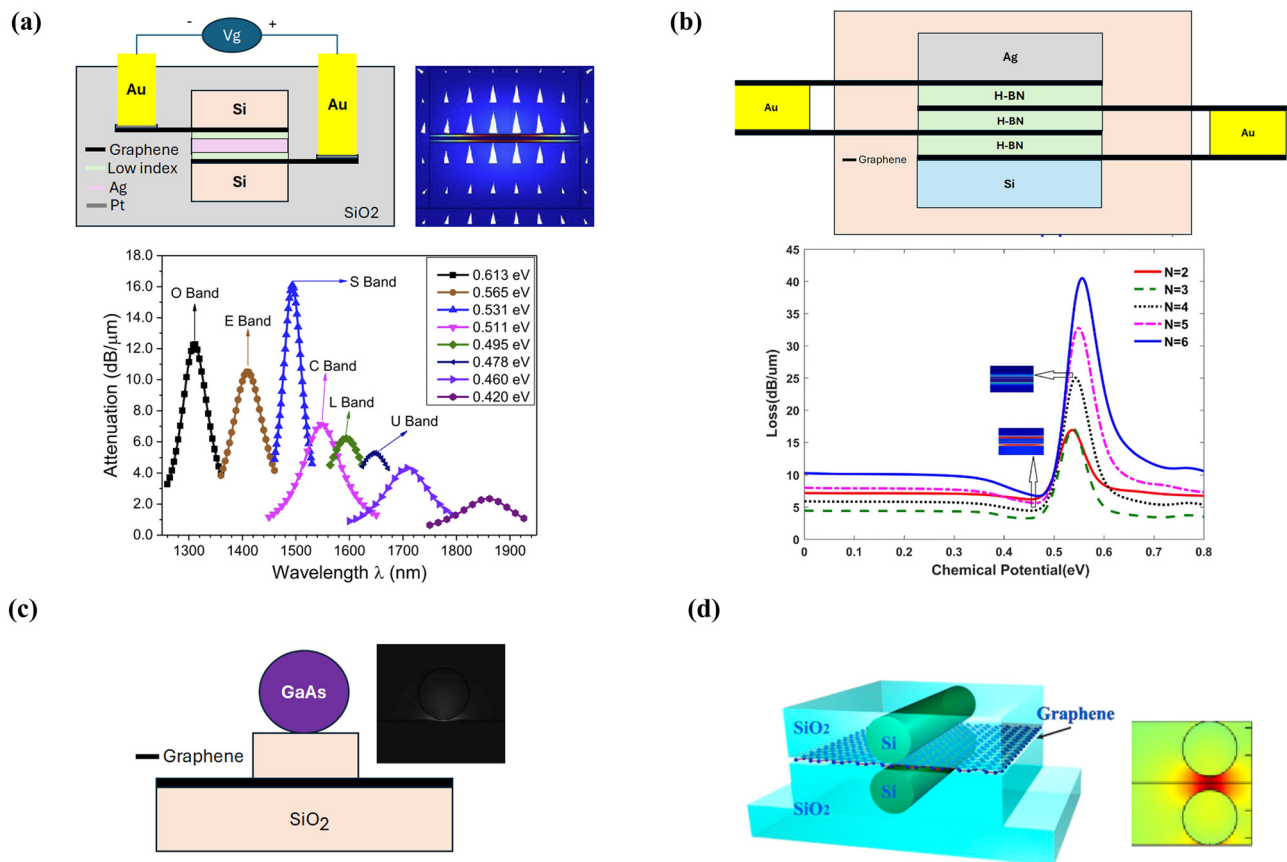 (a)
- Vg +
Au
Au
Si
Si
Graphene
Low index
Ag
Pt
SiO2
Attenuation (dB/μm)
18.0
16.0
14.0
12.0
10.0
8.0
6.0
4.0
2.0
0.0
O Band
E Band
S Band
C Band
L Band
U Band
0.613 eV
0.565 eV
0.531 eV
0.511 eV
0.495 eV
0.478 eV
0.460 eV
0.420 eV
1300 1400 1500 1600 1700 1800 1900
Wavelength λ (nm)
(b)
Ag
H-BN
H-BN
H-BN
Au
Au
Graphene
Si
Loss(dB/um)
45
40
35
30
25
20
15
10
5
0
N=2
N=3
N=4
N=5
N=6
0 0.1 0.2 0.3 0.4 0.5 0.6 0.7 0.8
Chemical Potential(eV)
(c)
GaAs
Graphene
SiO2
(d)
SiO2
Si
Graphene
SiO2
Si